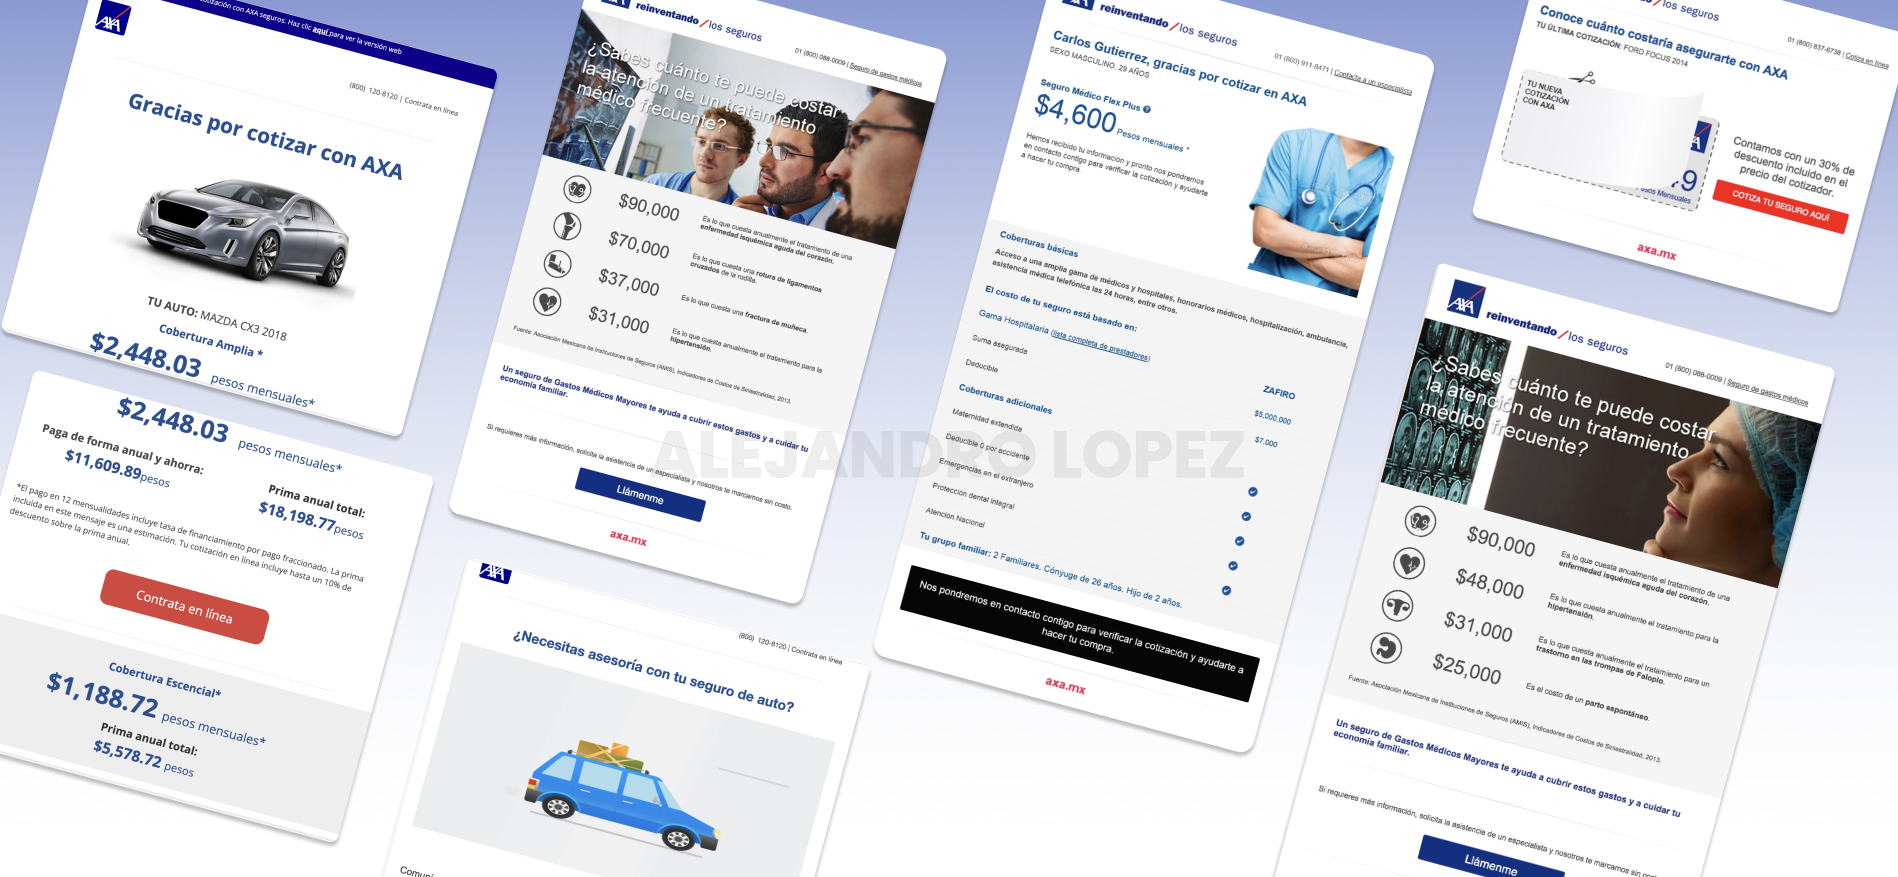 cotización con AXA seguros. Haz clic aquí para ver la versión web
AXA
(800) 120-8120 | Contrata en línea
Gracias por cotizar con AXA
TU AUTO: MAZDA CX3 2018
Cobertura Amplia *
$2,448.03 pesos mensuales*
$2,448.03 pesos mensuales*
Paga de forma anual y ahorra:
$11,609.89pesos
Prima anual total:
$18,198.77pesos
*El pago en 12 mensualidades incluye tasa de financiamiento por pago fraccionado. La prima
incluida en este mensaje es una estimación. Tu cotización en línea incluye hasta un 10% de
descuento sobre la prima anual.
Contrata en línea
Cobertura Escencial*
$1,188.72 pesos mensuales*
Prima anual total:
$5,578.72 pesos
reinventando/los seguros
01 (800) 088-0009 | Seguro de gastos médicos
¿Sabes cuánto te puede costar
la atención de un tratamiento
médico frecuente?
$90,000
Es lo que cuesta anualmente el tratamiento de una
enfermedad isquémica aguda del corazón.
$70,000
Es lo que cuesta una rotura de ligamentos
cruzados de la rodilla.
$37,000
Es lo que cuesta una fractura de muñeca.
$31,000
Es lo que cuesta anualmente el tratamiento para la
hipertensión.
Fuente: Asociación Mexicana de Instituciones de Seguros (AMIS), Indicadores de Costos de Siniestralidad, 2013.
Un seguro de Gastos Médicos Mayores te ayuda a cubrir estos gastos y a cuidar tu
economía familiar.
Si requieres más información, solicita la asistencia de un especialista y nosotros te marcamos sin costo.
Llámenme
axa.mx
AXA
(800) 120-8120 | Contrata en línea
¿Necesitas asesoría con tu seguro de auto?
reinventando/los seguros
01 (800) 911-8471 | Contacta a un especialista
Carlos Gutierrez, gracias por cotizar en AXA
SEXO MASCULINO, 29 AÑOS
Seguro Médico Flex Plus
$4,600 Pesos mensuales *
Hemos recibido tu información y pronto nos pondremos
en contacto contigo para verificar la cotización y ayudarte
a hacer tu compra.
Coberturas básicas
Acceso a una amplia gama de médicos y hospitales, honorarios médicos, hospitalización, ambulancia,
asistencia médica telefónica las 24 horas, entre otros.
El costo de tu seguro está basado en:
Gama Hospitalaria (lista completa de prestadores)
ZAFIRO
Suma asegurada
$5,000,000
Deducible
$7,000
Coberturas adicionales
Maternidad extendida
Deducible 0 por accidente
Emergencias en el extranjero
Protección dental integral
Atención Nacional
Tu grupo familiar: 2 Familiares. Cónyuge de 26 años. Hijo de 2 años.
Nos pondremos en contacto contigo para verificar la cotización y ayudarte a
hacer tu compra.
axa.mx
los seguros
01 (800) 837-6738 | Cotiza en línea
Conoce cuánto costaría asegurarte con AXA
TU ÚLTIMA COTIZACIÓN: FORD FOCUS 2014
TU NUEVA
COTIZACIÓN
CON AXA
Contamos con un 30% de
descuento incluido en el
precio del cotizador.
COTIZA TU SEGURO AQUÍ
axa.mx
AXA
reinventando/los seguros
01 (800) 088-0009 | Seguro de gastos médicos
¿Sabes cuánto te puede costar
la atención de un tratamiento
médico frecuente?
$90,000
Es lo que cuesta anualmente el tratamiento de una
enfermedad isquémica aguda del corazón.
$48,000
Es lo que cuesta anualmente el tratamiento para la
hipertensión.
$31,000
Es lo que cuesta anualmente el tratamiento para un
trastorno en las trompas de Falopio.
$25,000
Es el costo de un parto espontáneo.
Fuente: Asociación Mexicana de Instituciones de Seguros (AMIS), Indicadores de Costos de Siniestralidad, 2013.
Un seguro de Gastos Médicos Mayores te ayuda a cubrir estos gastos y a cuidar tu
economía familiar.
Si requieres más información, solicita la asistencia de un especialista y nosotros te marcamos sin
Llámenme
ALEJANDRO LOPEZ